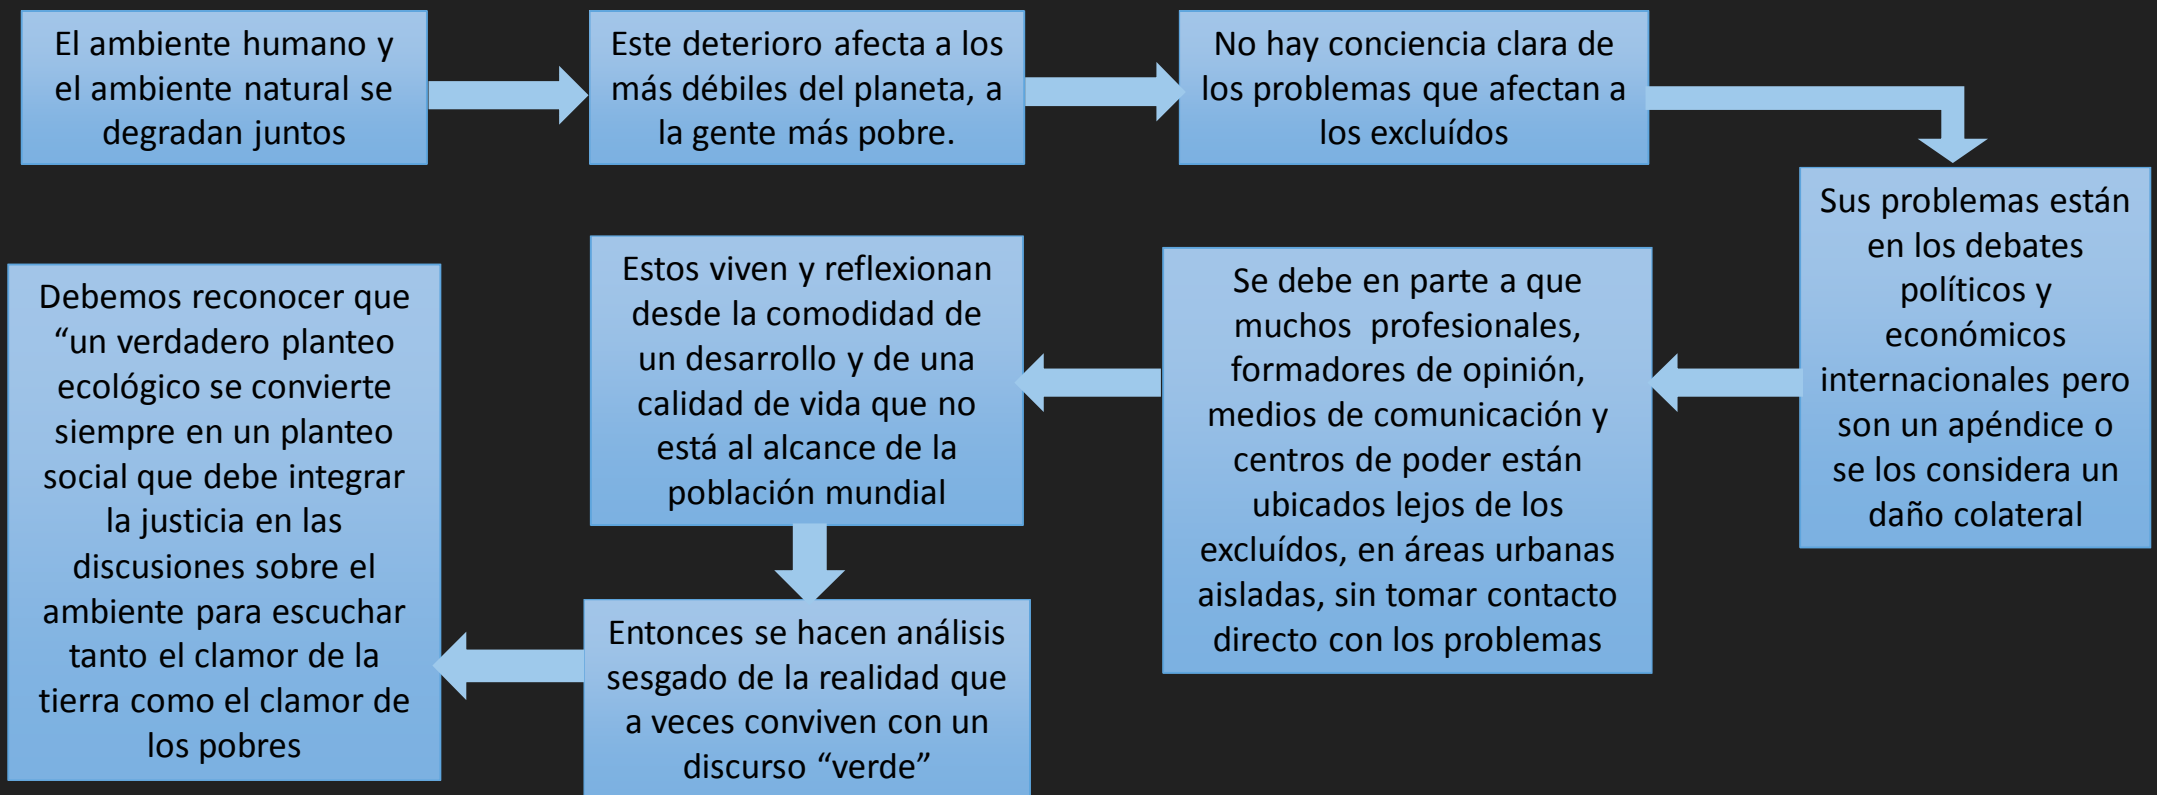 El ambiente humano y
el ambiente natural se
degradan juntos
Este deterioro afecta a los
más débiles del planeta, a
la gente más pobre.
No hay conciencia clara de
los problemas que afectan a
los excluídos
Sus problemas están
en los debates
políticos y
económicos
internacionales pero
son un apéndice o
se los considera un
daño colateral
Se debe en parte a que
muchos  profesionales,
formadores de opinión,
medios de comunicación y
centros de poder están
ubicados lejos de los
excluídos, en áreas urbanas
aisladas, sin tomar contacto
directo con los problemas
Estos viven y reflexionan
desde la comodidad de
un desarrollo y de una
calidad de vida que no
está al alcance de la
población mundial
Entonces se hacen análisis
sesgado de la realidad que
a veces conviven con un
discurso “verde”
Debemos reconocer que
“un verdadero planteo
ecológico se convierte
siempre en un planteo
social que debe integrar
la justicia en las
discusiones sobre el
ambiente para escuchar
tanto el clamor de la
tierra como el clamor de
los pobres